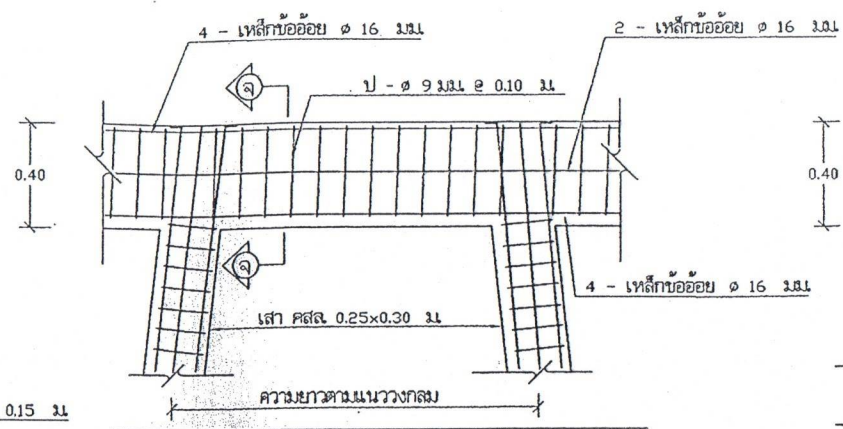 4 - เหล็กข้ออ้อย ø 16 มม.
2 - เหล็กข้ออ้อย ø 16 มม.
ป - ø 9 มม. @ 0.10 ม.
0.40
0.40
4 - เหล็กข้ออ้อย ø 16 มม.
เสา คสล. 0.25x0.30 ม.
ความยาวตามแนววงกลม
0.15 ม.